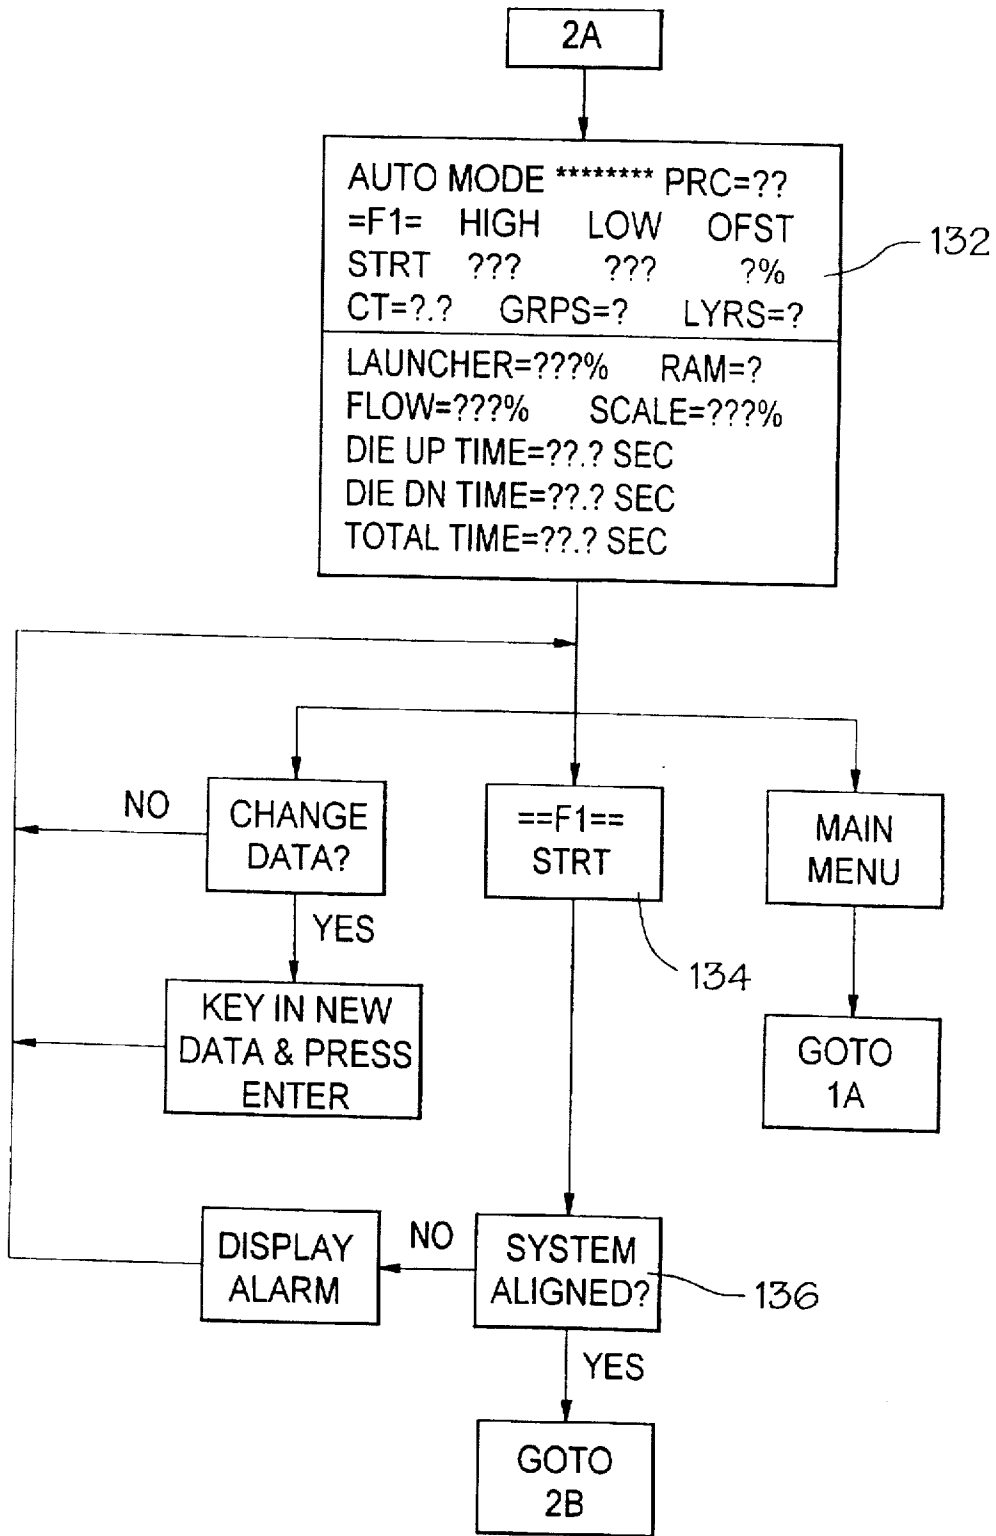 2A
AUTO MODE ******** PRC=??
=F1= HIGH LOW OFST
STRT ??? ??? ?%
CT=?.? GRPS=? LYRS=?
132
LAUNCHER=???% RAM=?
FLOW=???% SCALE=???%
DIE UP TIME=??.? SEC
DIE DN TIME=??.? SEC
TOTAL TIME=??.? SEC
NO
CHANGE
DATA?
YES
==F1==
STRT
134
MAIN
MENU
KEY IN NEW
DATA & PRESS
ENTER
GOTO
1A
DISPLAY
ALARM
NO
SYSTEM
ALIGNED?
136
YES
GOTO
2B